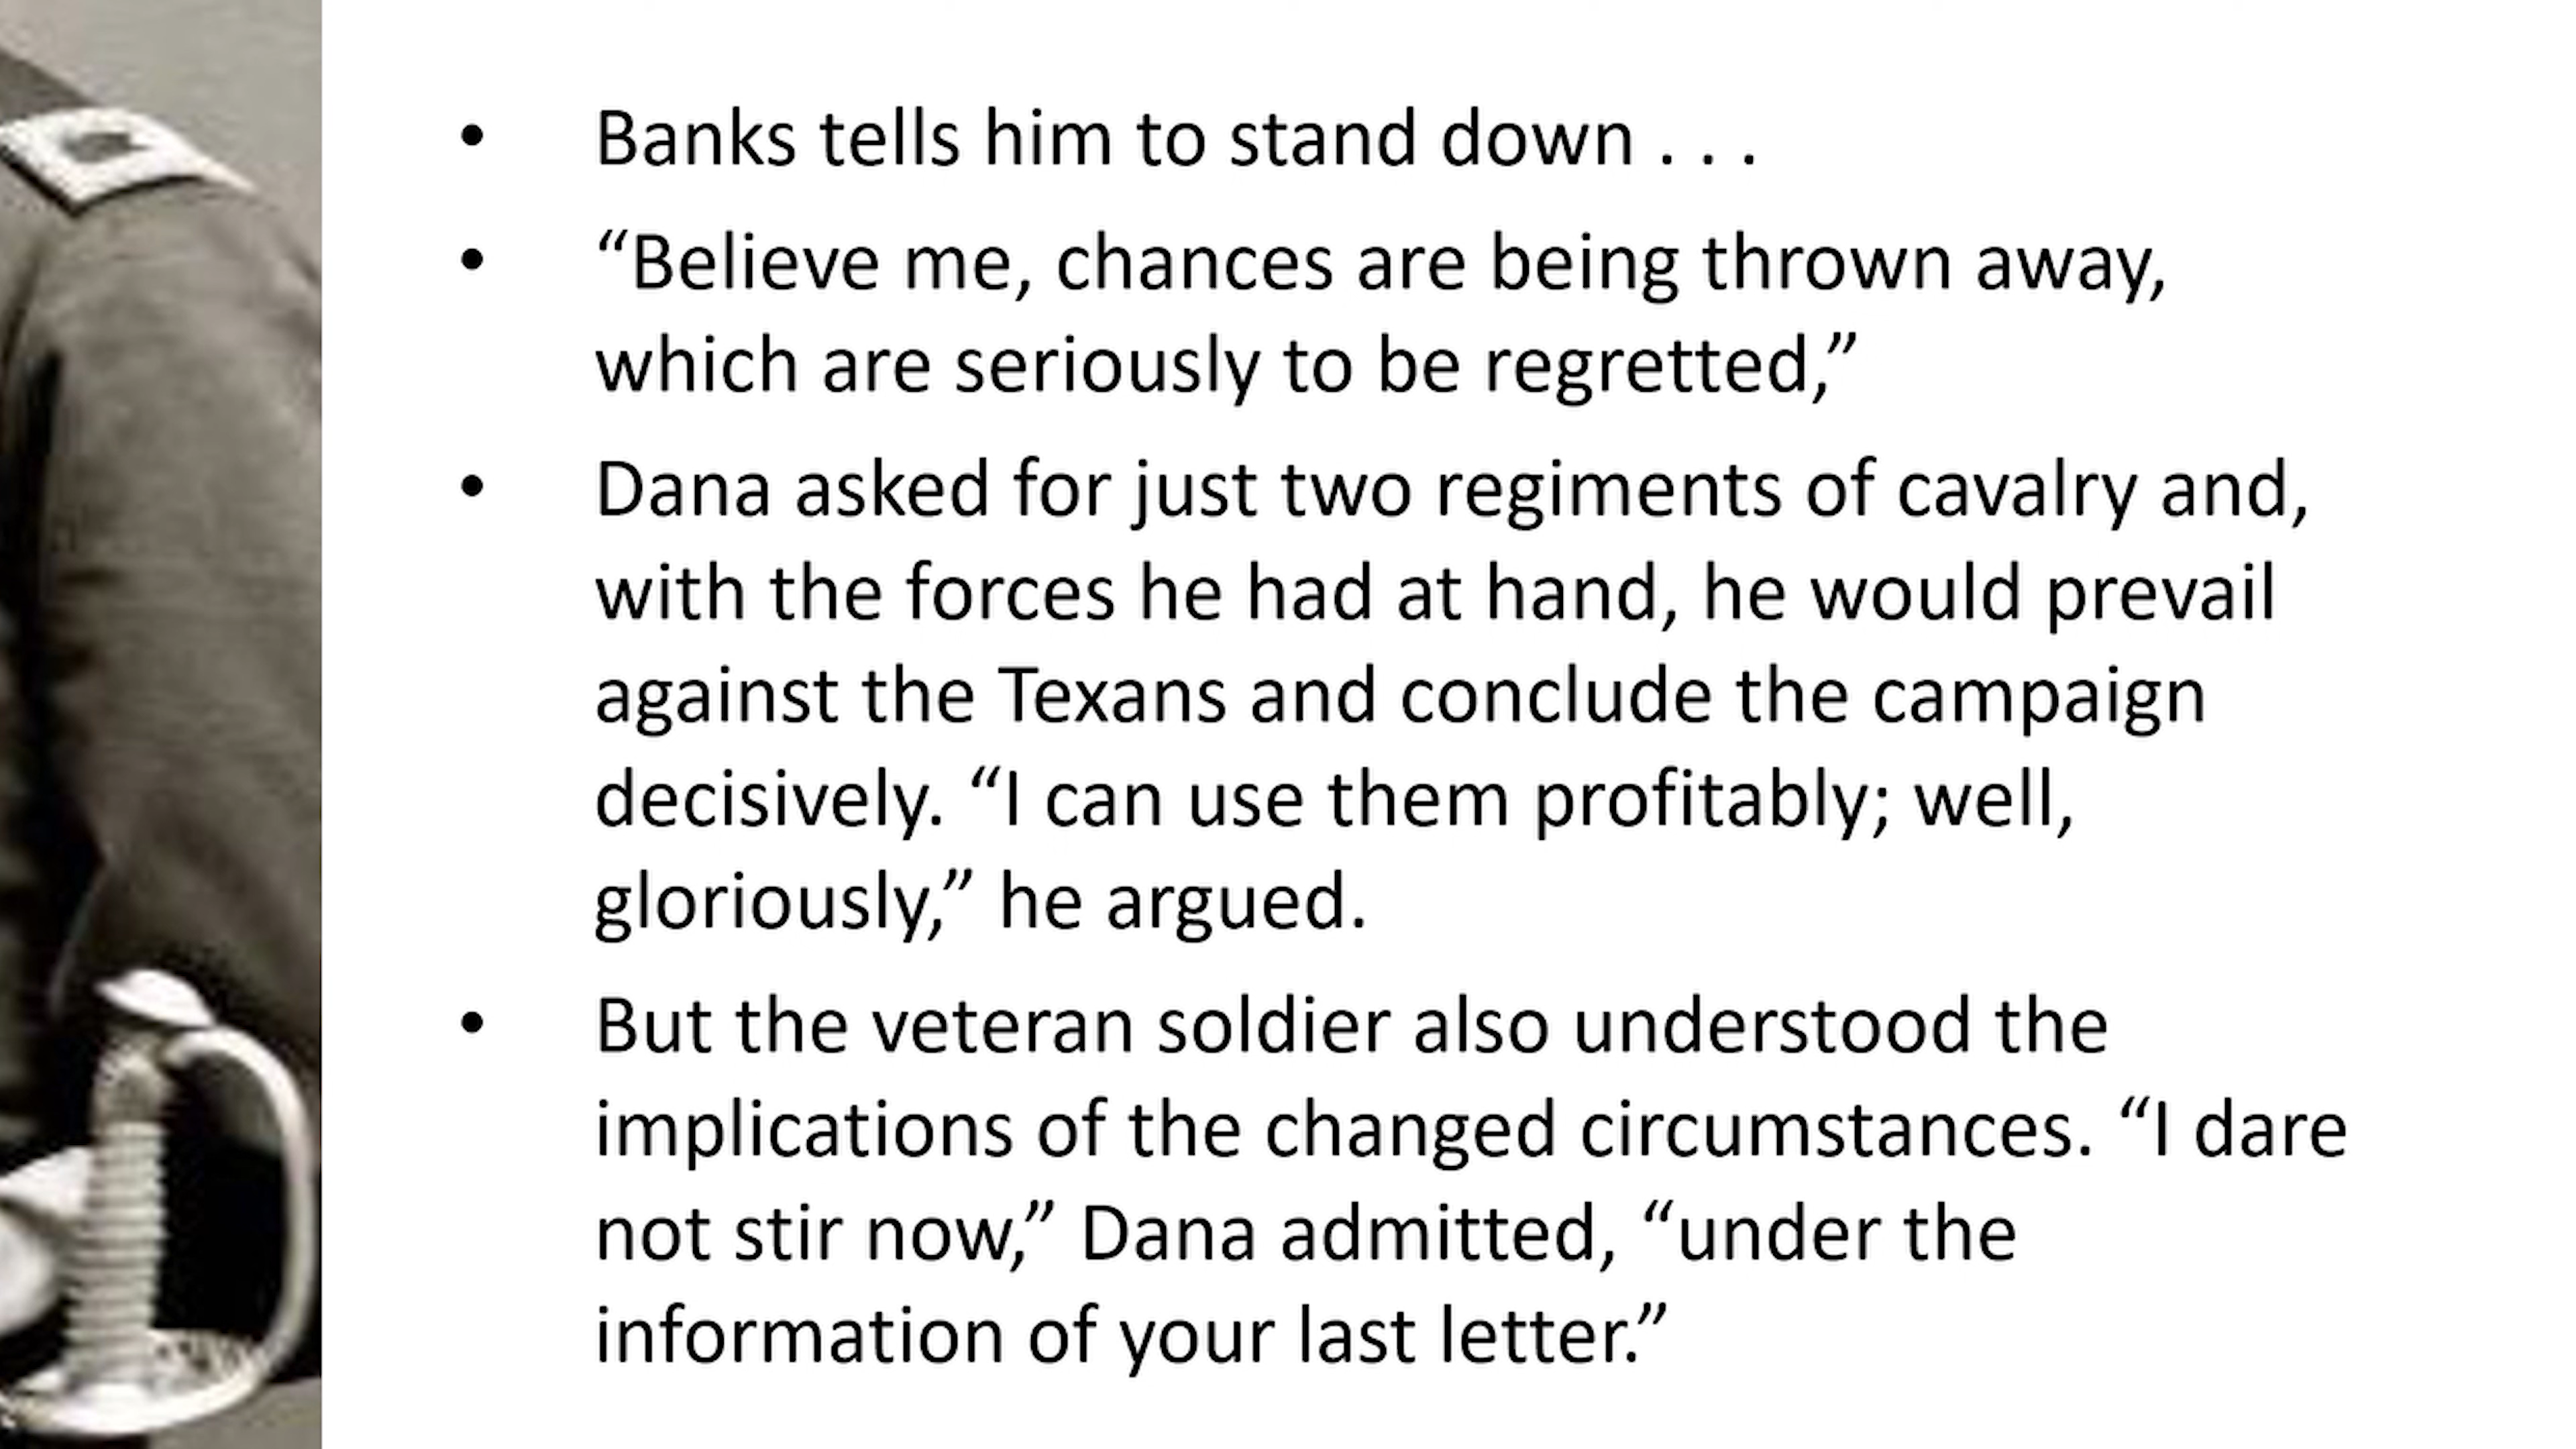 • Banks tells him to stand down . . .
• “Believe me, chances are being thrown away,
which are seriously to be regretted,”
• Dana asked for just two regiments of cavalry and,
with the forces he had at hand, he would prevail
against the Texans and conclude the campaign
decisively. “I can use them profitably; well,
gloriously,” he argued.
• But the veteran soldier also understood the
implications of the changed circumstances. “I dare
not stir now,” Dana admitted, “under the
information of your last letter.”